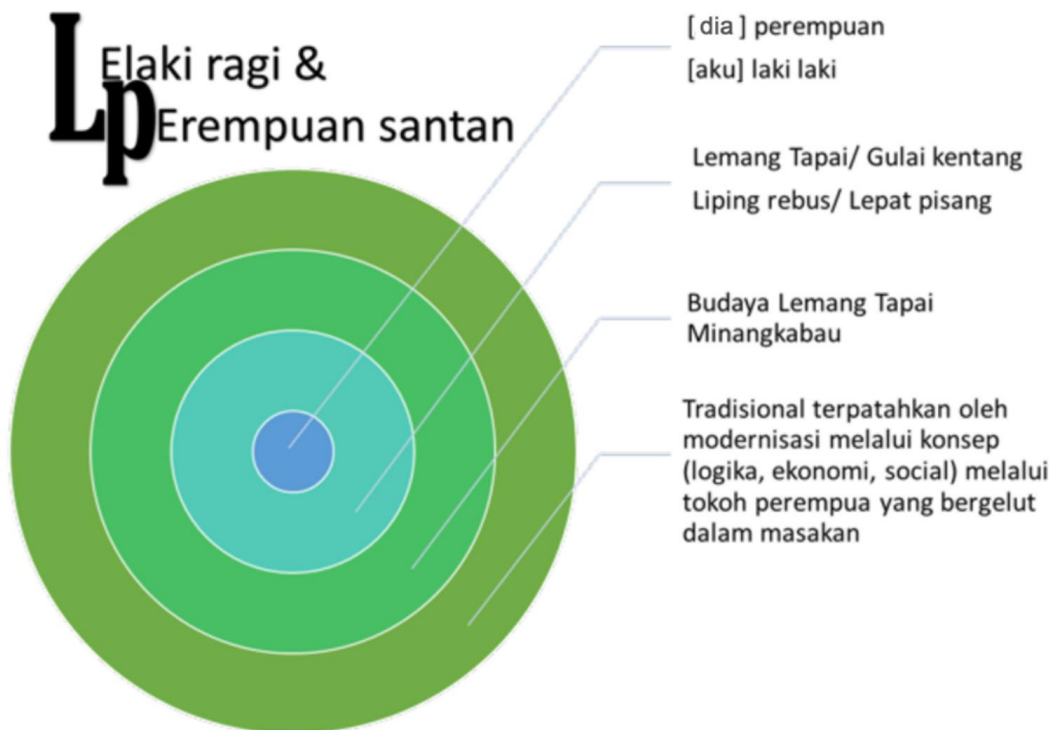 LElaki ragi &
pErempuan santan
[ dia ] perempuan
[aku] laki laki
Lemang Tapai/ Gulai kentang
Liping rebus/ Lepat pisang
Budaya Lemang Tapai
Minangkabau
Tradisional terpatahkan oleh
modernisasi melalui konsep
(logika, ekonomi, social) melalui
tokoh perempua yang bergelut
dalam masakan